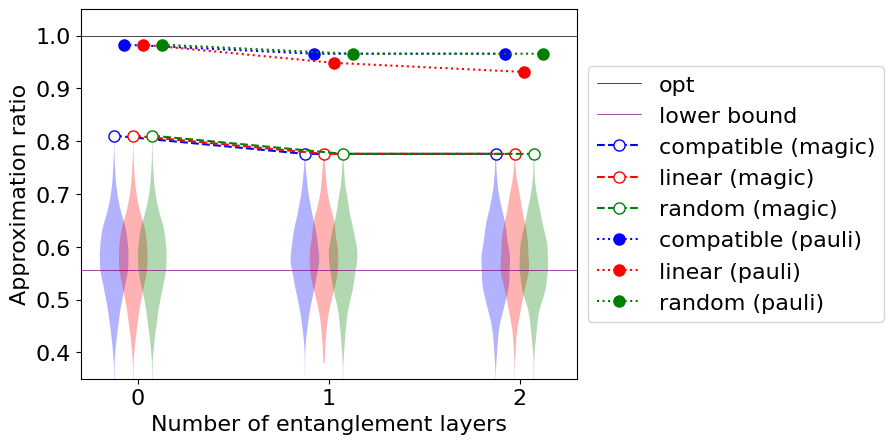 Approximation ratio
1.0
0.9
0.8
0.7
0.6
0.5
0.4
0
1
2
Number of entanglement layers
opt
lower bound
compatible (magic)
linear (magic)
random (magic)
compatible (pauli)
linear (pauli)
random (pauli)